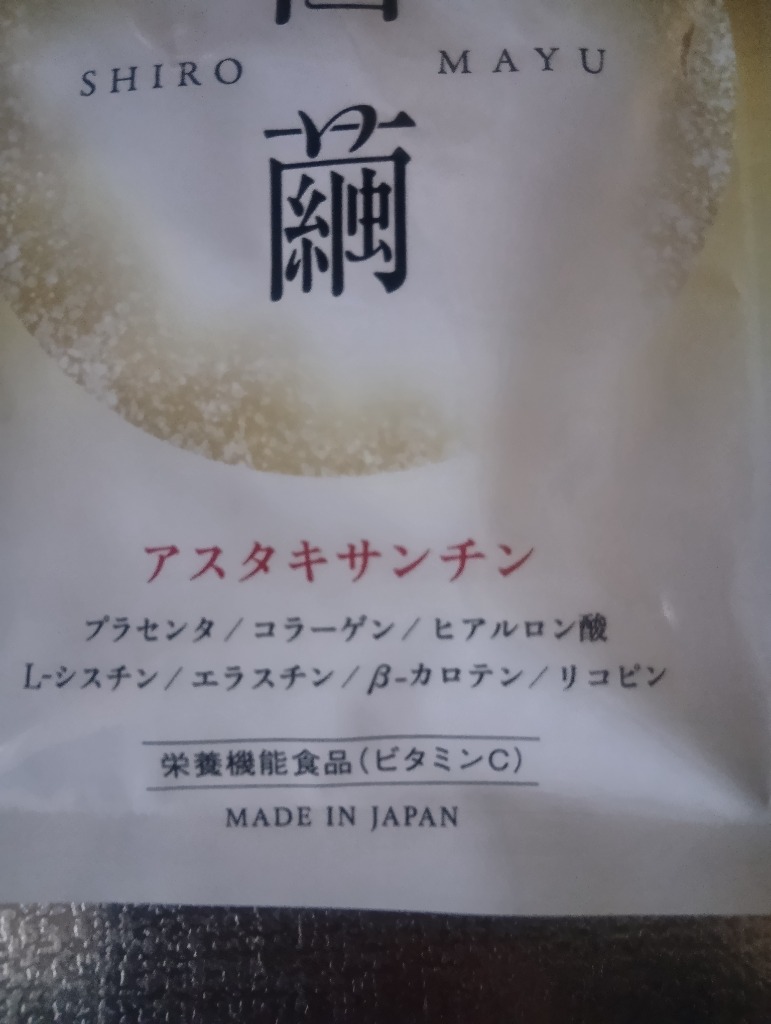 SHIRO MAYU
繭
アスタキサンチン
プラセンタ/コラーゲン/ヒアルロン酸
L-シスチン/エラスチン/β-カロテン/リコピン
栄養機能食品(ビタミンC)
MADE IN JAPAN